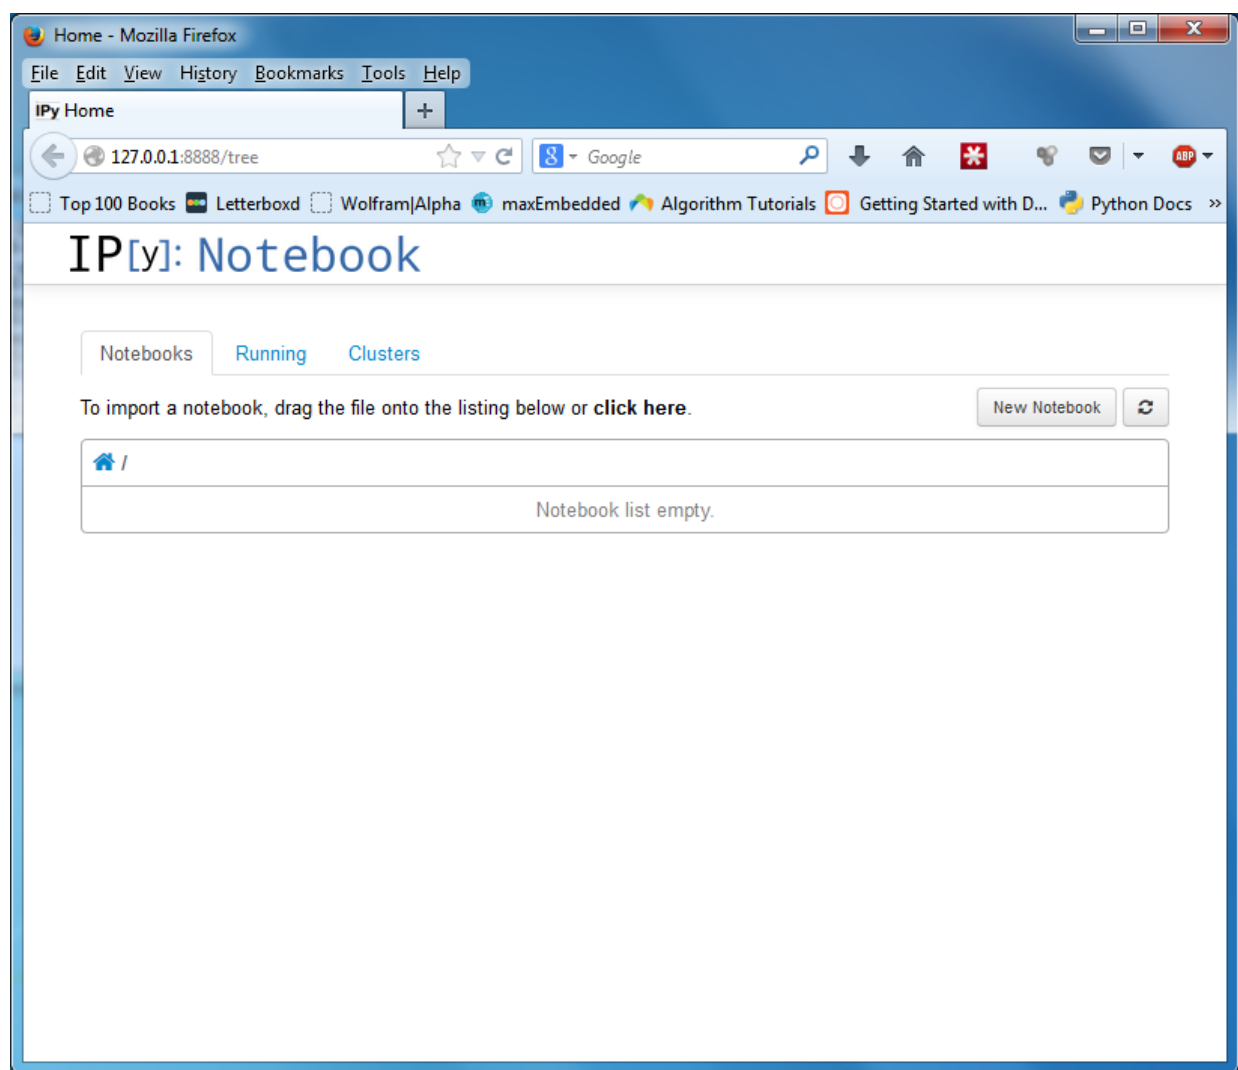 Home - Mozilla Firefox
File Edit View History Bookmarks Tools Help
IPy Home +
127.0.0.1:8888/tree 8 Google ABP
Top 100 Books Letterboxd Wolfram|Alpha m maxEmbedded Algorithm Tutorials Getting Started with D... Python Docs »
IP[y]: Notebook
Notebooks Running Clusters
To import a notebook, drag the file onto the listing below or click here. New Notebook
/
Notebook list empty.